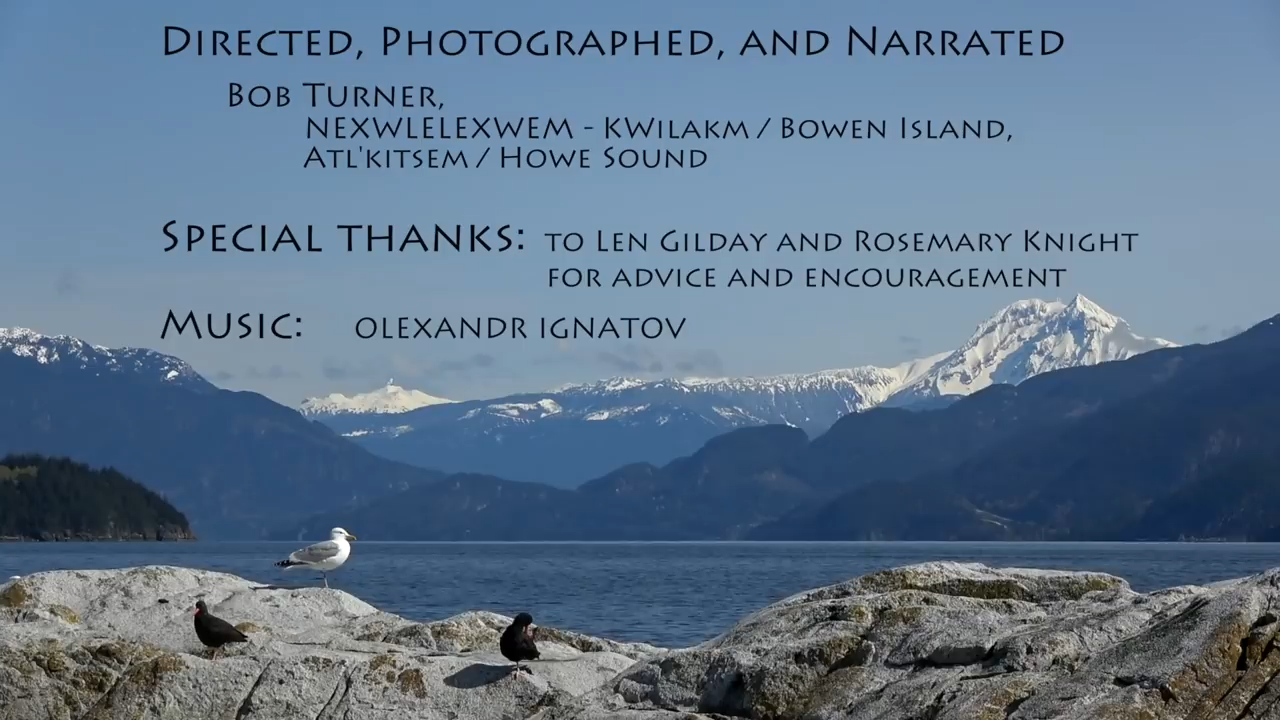 Directed, Photographed, and Narrated
Bob Turner,
NEXWLELEXWEM - KWilakm / Bowen Island,
Atl'kitsem / Howe Sound
Special thanks: to Len Gilday and Rosemary Knight
for advice and encouragement
Music: olexandr ignatov